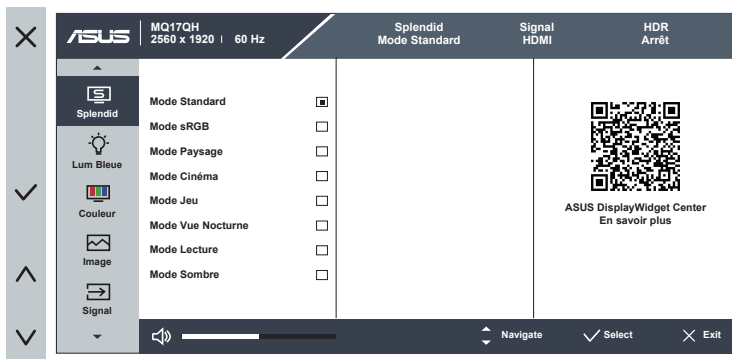 ASUS
MQ17QH
2560 x 1920 | 60 Hz
Splendid
Mode Standard
Signal
HDMI
HDR
Arrêt
Splendid
Lum Bleue
Couleur
Image
Signal
Mode Standard
Mode sRGB
Mode Paysage
Mode Cinéma
Mode Jeu
Mode Vue Nocturne
Mode Lecture
Mode Sombre
ASUS DisplayWidget Center
En savoir plus
Navigate
Select
Exit